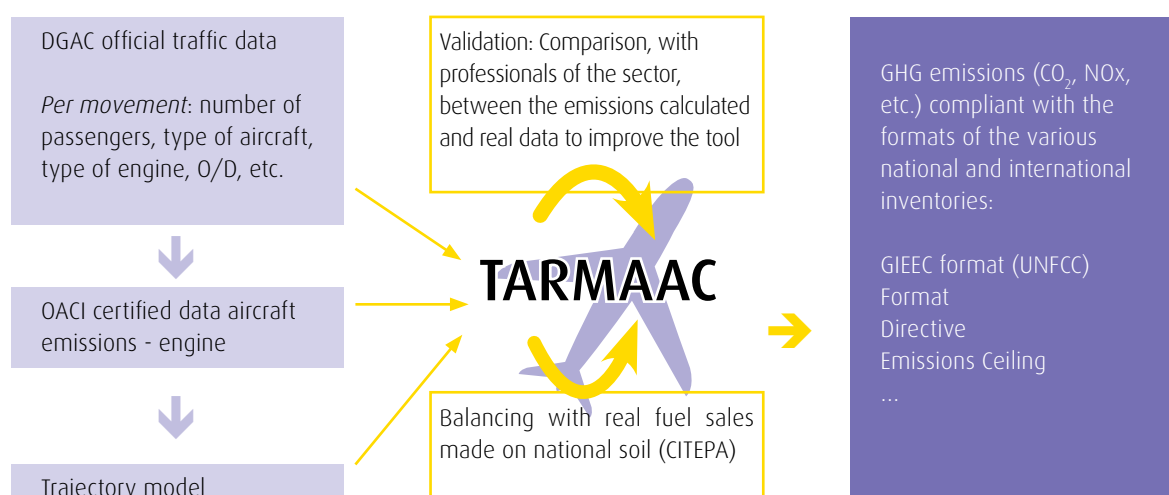 DGAC official traffic data
Per movement: number of
passengers, type of aircraft,
type of engine, O/D, etc.
OACI certified data aircraft
emissions - engine
Trajectory model
Validation: Comparison, with
professionals of the sector,
between the emissions calculated
and real data to improve the tool
TARMAAC
Balancing with real fuel sales
made on national soil (CITEPA)
GHG emissions (CO₂, NOx,
etc.) compliant with the
formats of the various
national and international
inventories:
GIEEC format (UNFCC)
Format
Directive
Emissions Ceiling
...